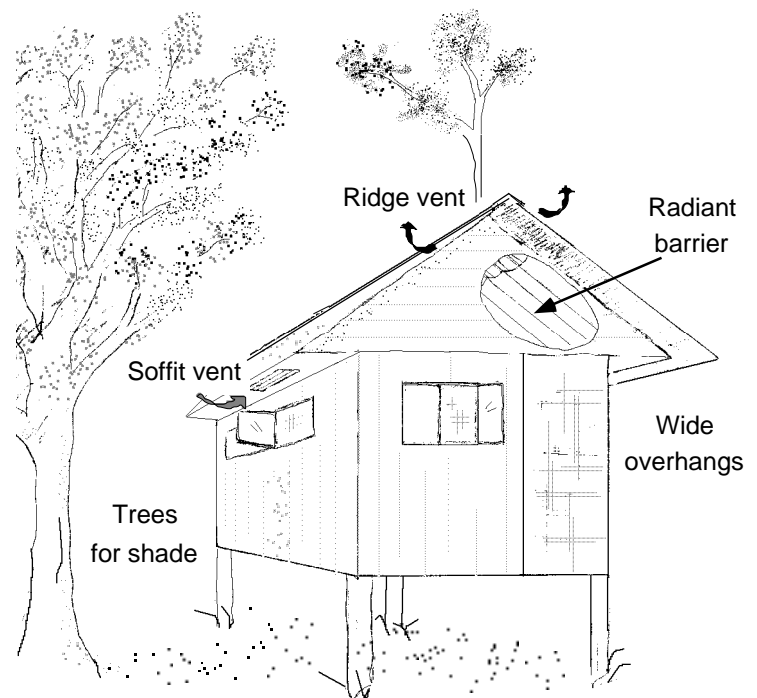 Ridge vent
Radiant
barrier
Soffit vent
Wide
overhangs
Trees
for shade